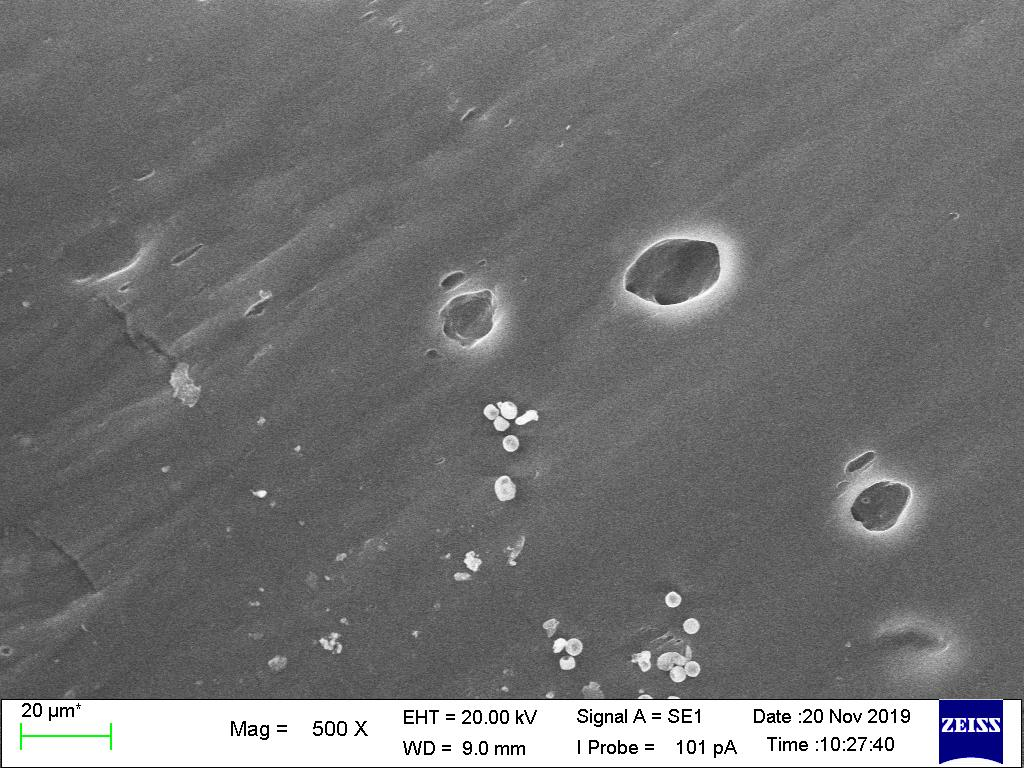 20 µm*
Mag = 500 X
EHT = 20.00 kV
WD = 9.0 mm
Signal A = SE1
I Probe = 101 pA
Date :20 Nov 2019
Time :10:27:40
ZEISS